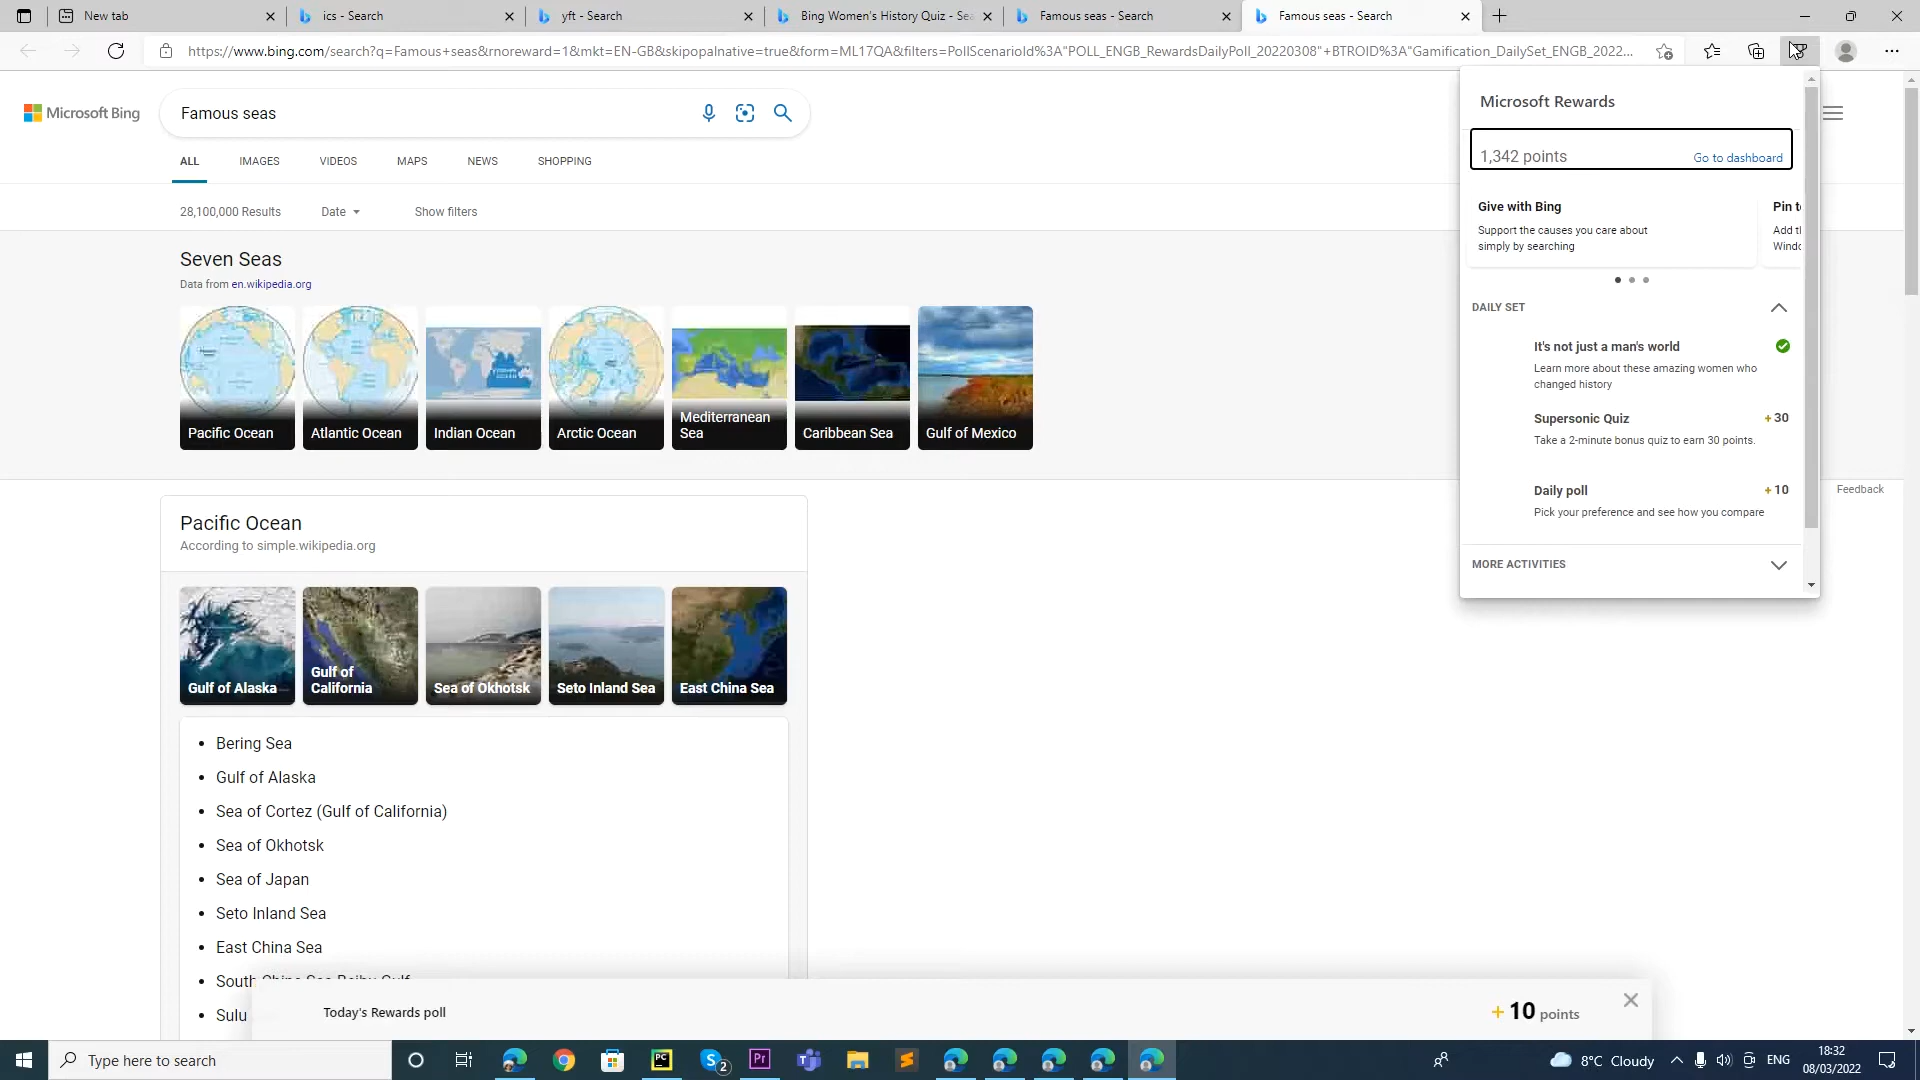 New tab
ics - Search
yft - Search
Bing Women's History Quiz - Sea
Famous seas - Search
Famous seas - Search
https://www.bing.com/search?q=Famous+seas&rnoreward=1&mkt=EN-GB&skipopalnative=true&form=ML17QA&filters=PollScenarioId%3A"POLL_ENGB_RewardsDailyPoll_20220308"+BTROID%3A"Gamification_DailySet_ENGB_2022...
Microsoft Bing
Famous seas
ALL
IMAGES
VIDEOS
MAPS
NEWS
SHOPPING
28,100,000 Results
Date
Show filters
Seven Seas
Data from en.wikipedia.org
Pacific Ocean
Atlantic Ocean
Indian Ocean
Arctic Ocean
Mediterranean
Sea
Caribbean Sea
Gulf of Mexico
Pacific Ocean
According to simple.wikipedia.org
Gulf of Alaska
Gulf of
California
Sea of Okhotsk
Seto Inland Sea
East China Sea
• Bering Sea
• Gulf of Alaska
• Sea of Cortez (Gulf of California)
• Sea of Okhotsk
• Sea of Japan
• Seto Inland Sea
• East China Sea
• South China Sea Beibu Gulf
• Sulu
Microsoft Rewards
1,342 points
Go to dashboard
Give with Bing
Support the causes you care about
simply by searching
Pin t
Add tl
Windo
DAILY SET
It's not just a man's world
Learn more about these amazing women who
changed history
Supersonic Quiz
+30
Take a 2-minute bonus quiz to earn 30 points.
Daily poll
+10
Pick your preference and see how you compare
MORE ACTIVITIES
Feedback
Today's Rewards poll
+ 10 points
Type here to search
PC
S
2
Pr
T
8°C Cloudy
ENG
18:32
08/03/2022